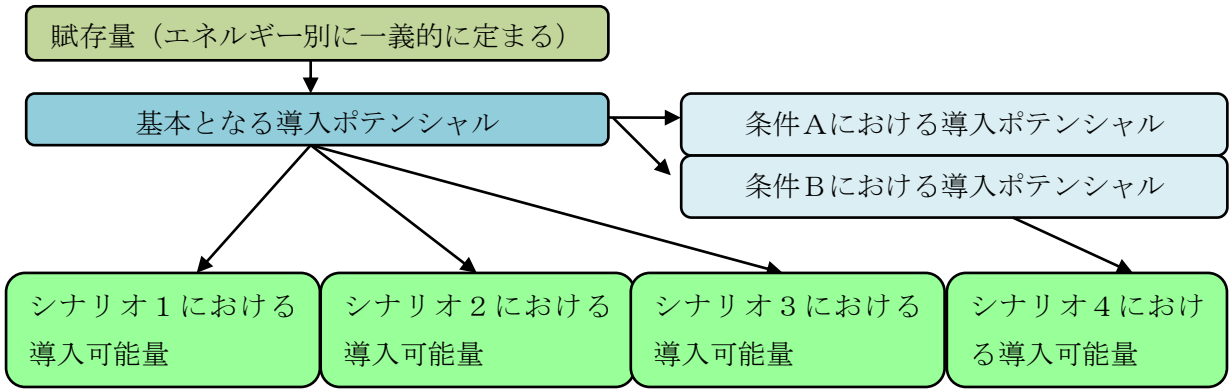 賦存量（エネルギー別に一義的に定まる）
基本となる導入ポテンシャル
条件Ａにおける導入ポテンシャル
条件Ｂにおける導入ポテンシャル
シナリオ１における
導入可能量
シナリオ２における
導入可能量
シナリオ３における
導入可能量
シナリオ４におけ
る導入可能量